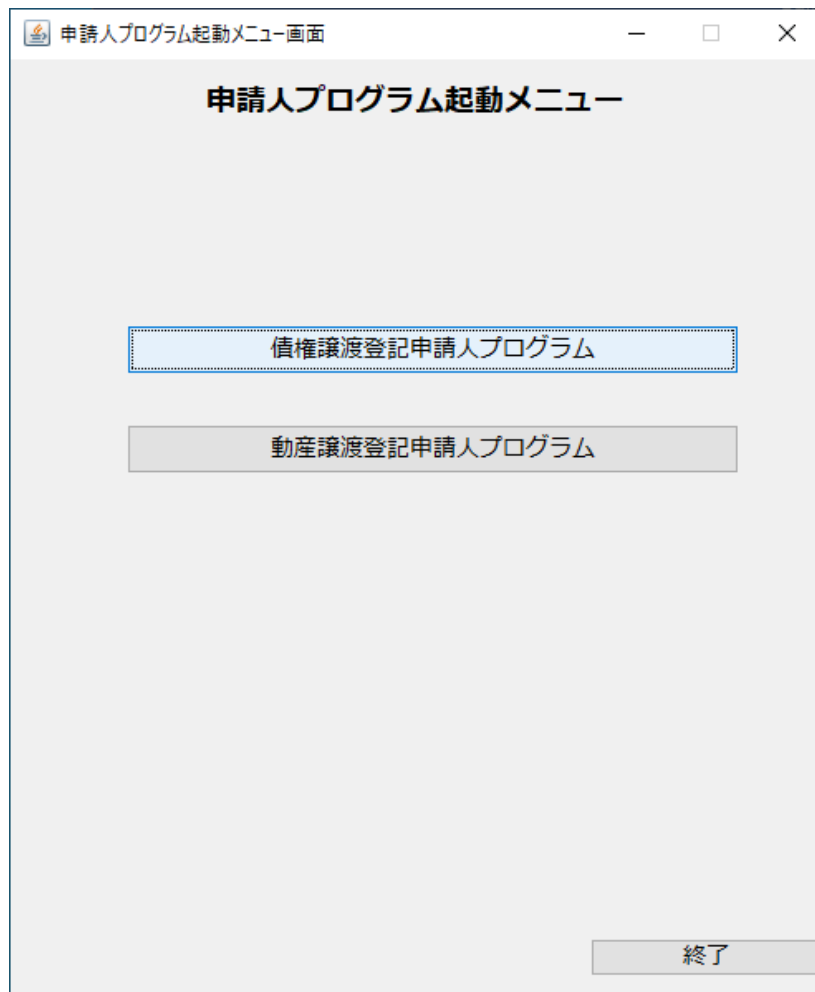 申請人プログラム起動メニュー画面
申請人プログラム起動メニュー
債権譲渡登記申請人プログラム
動産譲渡登記申請人プログラム
終了